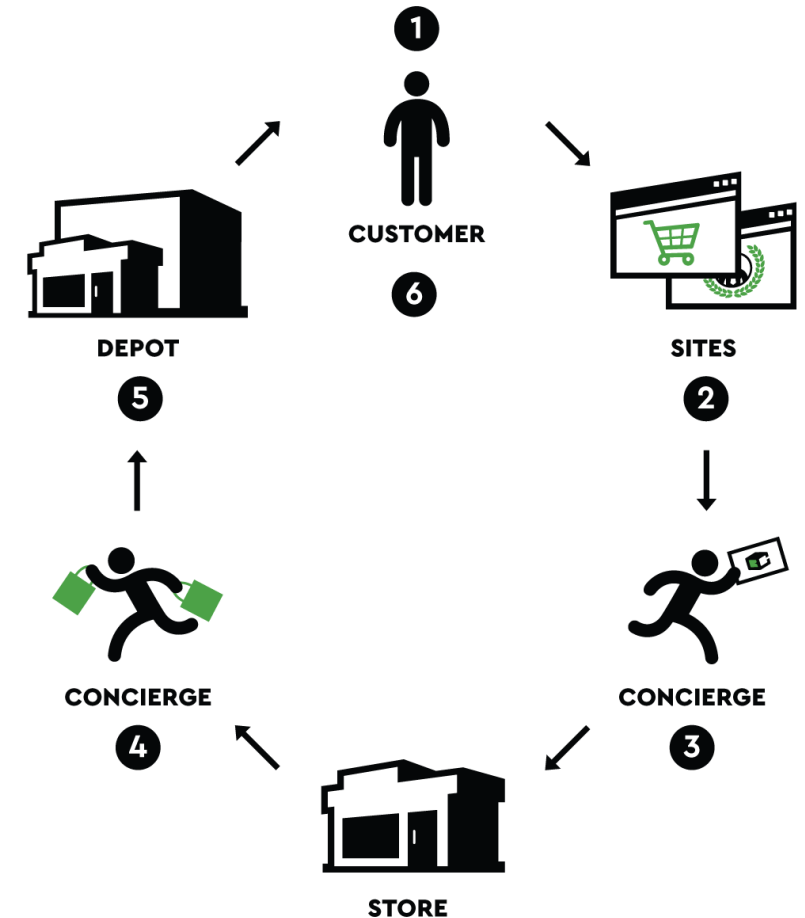 1
CUSTOMER
6
SITES
2
CONCIERGE
3
STORE
CONCIERGE
4
DEPOT
5